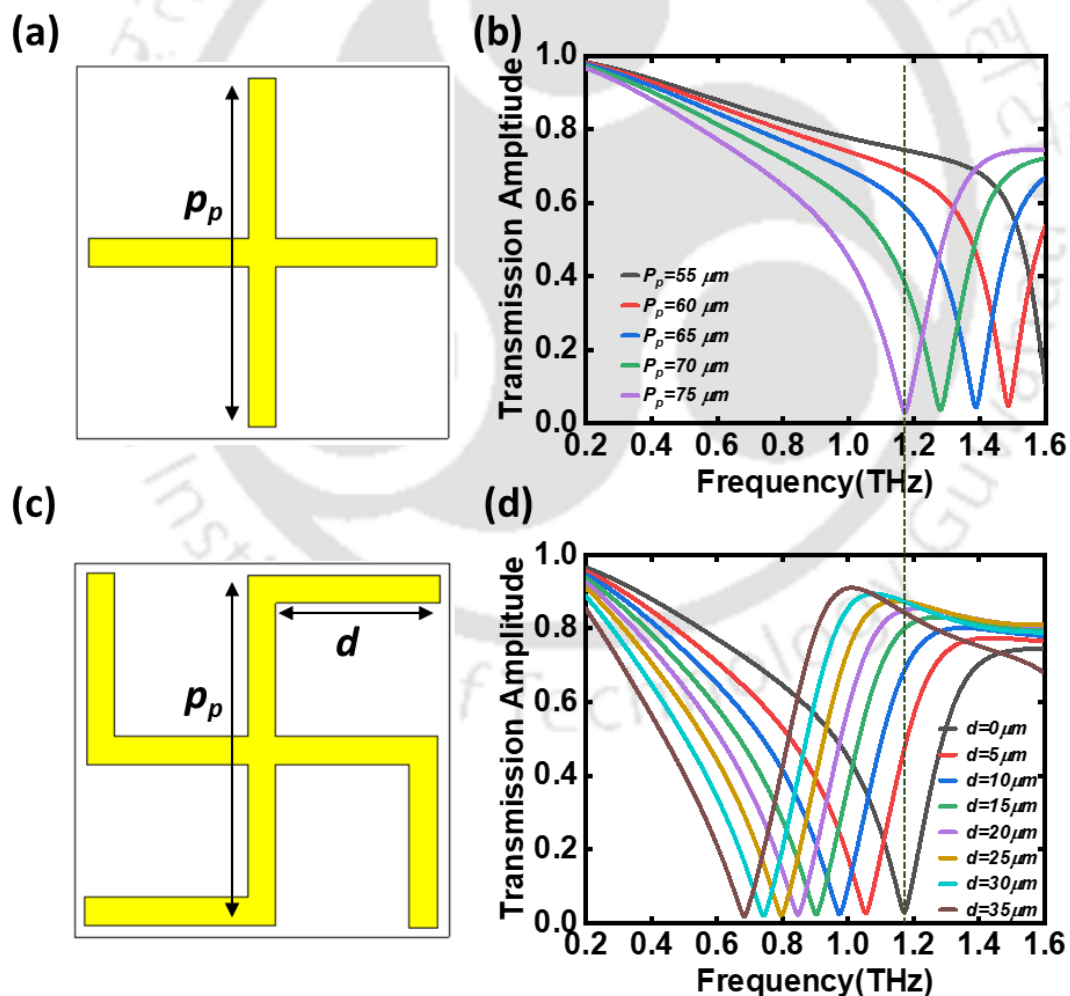 (a)
p_p
(b)
Transmission Ampltiude
1.0
0.8
0.6
0.4
0.2
0.0
P_p=55 μm
P_p=60 μm
P_p=65 μm
P_p=70 μm
P_p=75 μm
0.2 0.4 0.6 0.8 1.0 1.2 1.4 1.6
Frequency(THz)
(c)
d
p_p
(d)
Transmission Amplitude
1.0
0.8
0.6
0.4
0.2
0.0
d=0μm
d=5μm
d=10μm
d=15μm
d=20μm
d=25μm
d=30μm
d=35μm
0.2 0.4 0.6 0.8 1.0 1.2 1.4 1.6
Frequency(THz)